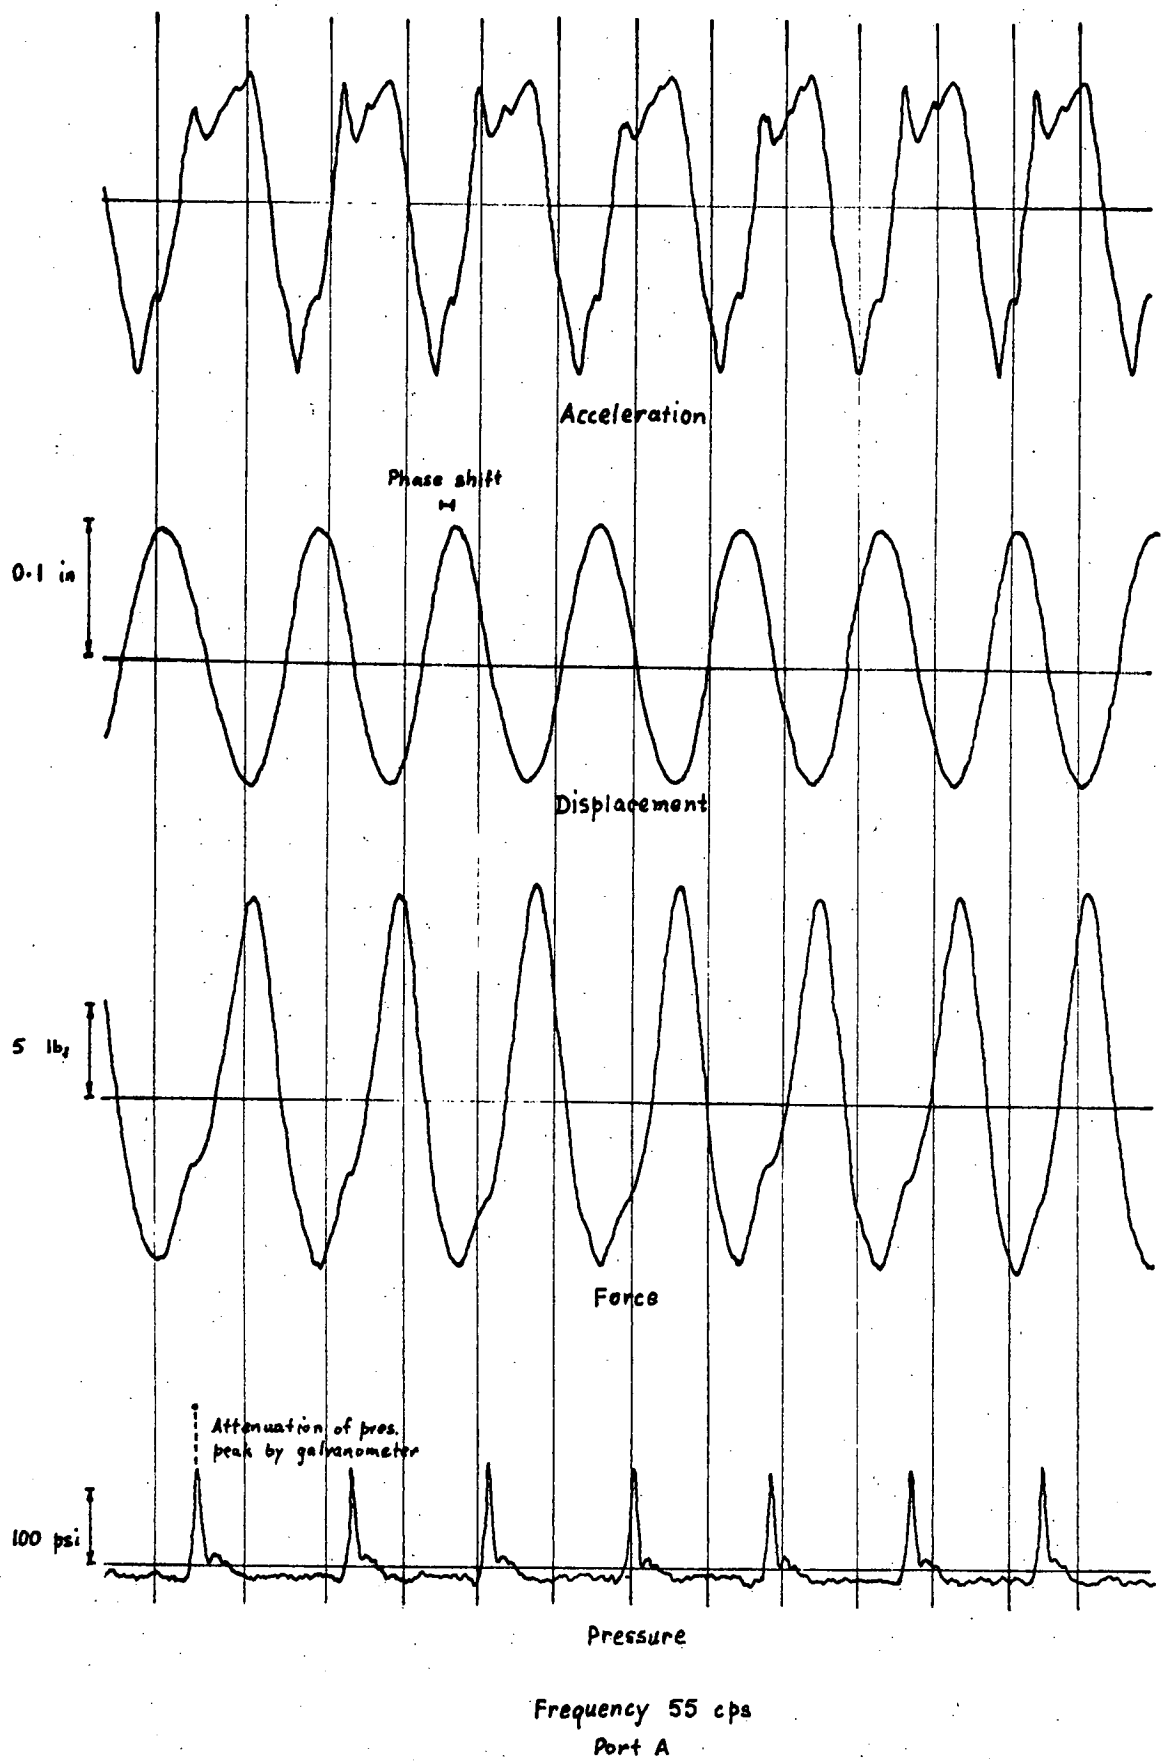 Acceleration
Phase shift
0.1 in
Displacement
5 lbf
Force
Attenuation of pres.
peak by galvanometer
100 psi
Pressure
Frequency 55 cps
Port A